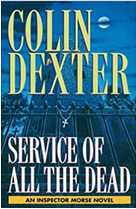 COLIN
DEXTER
SERVICE OF
ALL THE DEAD
AN INSPECTOR MORSE NOVEL